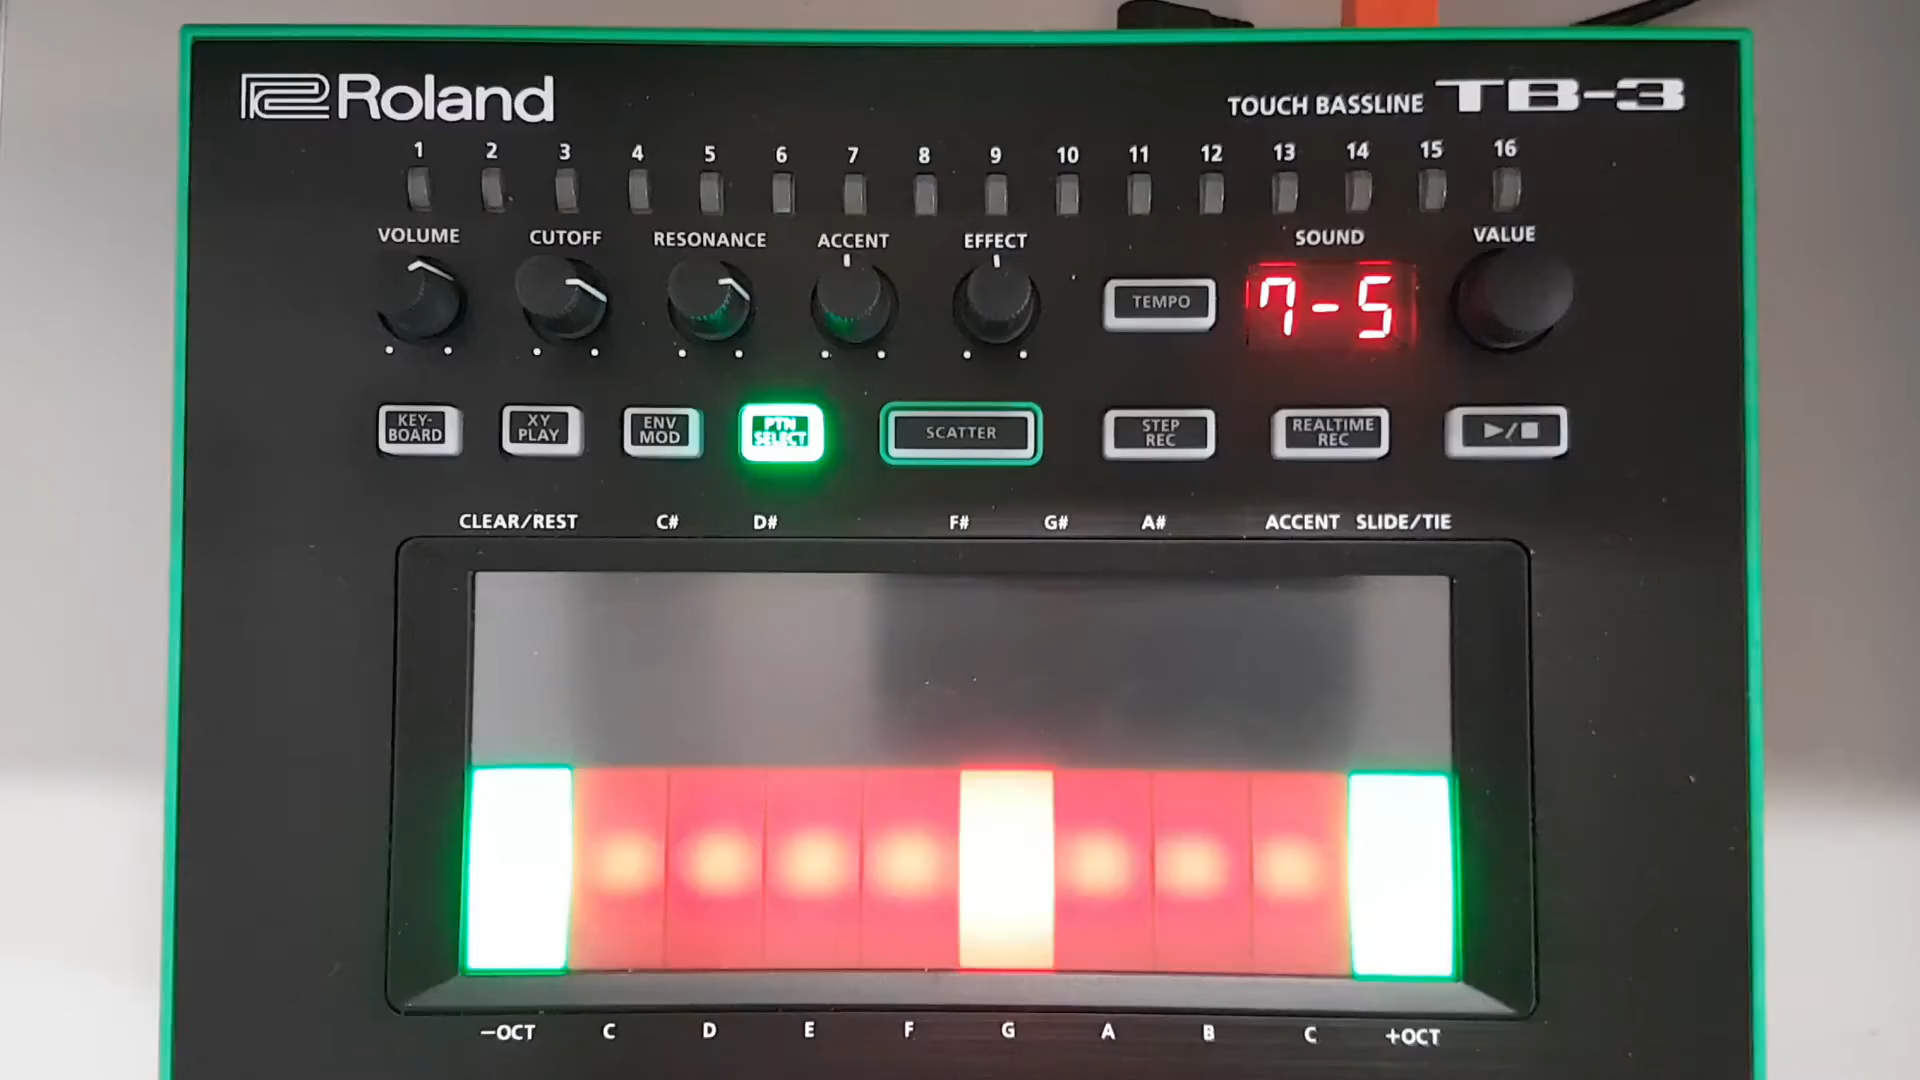 Roland
TOUCH BASSLINE TB-3
1 2 3 4 5 6 7 8 9 10 11 12 13 14 15 16
VOLUME CUTOFF RESONANCE ACCENT EFFECT SOUND VALUE
TEMPO 7-5
KEY-
BOARD
XY
PLAY
ENV
MOD
PTN
SELECT
SCATTER
STEP
REC
REALTIME
REC
CLEAR/REST C# D# F# G# A# ACCENT SLIDE/TIE
−OCT C D E F G A B C +OCT